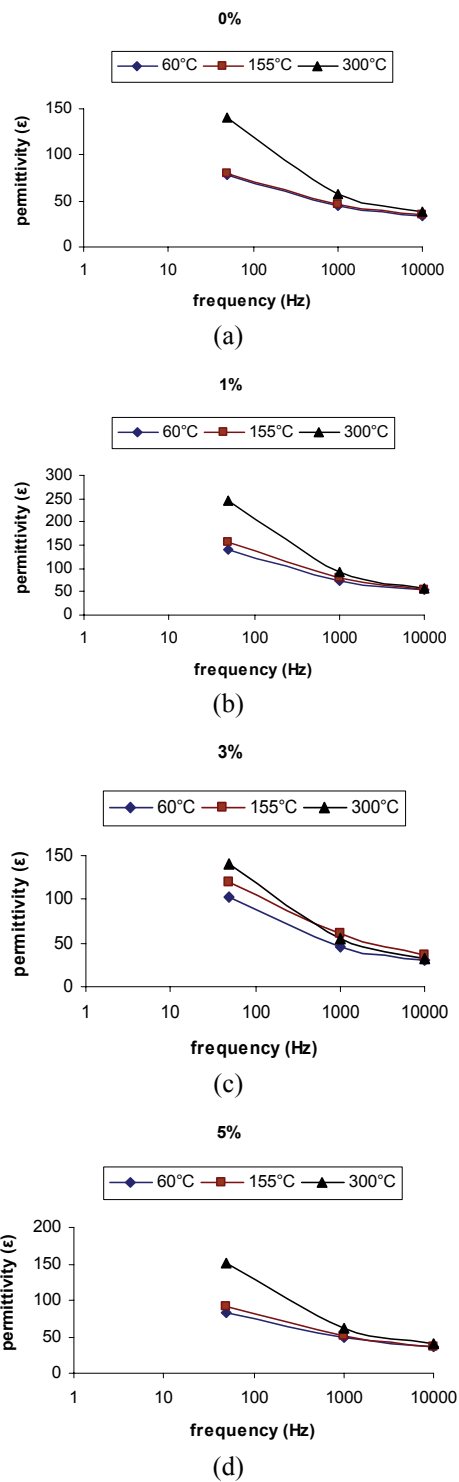 0%
60°C 155°C 300°C
150
100
50
0
1 10 100 1000 10000
permittivity (ε)
frequency (Hz)
(a)
1%
60°C 155°C 300°C
300
250
200
150
100
50
0
1 10 100 1000 10000
permittivity (ε)
frequency (Hz)
(b)
3%
60°C 155°C 300°C
150
100
50
0
1 10 100 1000 10000
permittivity (ε)
frequency (Hz)
(c)
5%
60°C 155°C 300°C
200
150
100
50
0
1 10 100 1000 10000
permittivity (ε)
frequency (Hz)
(d)